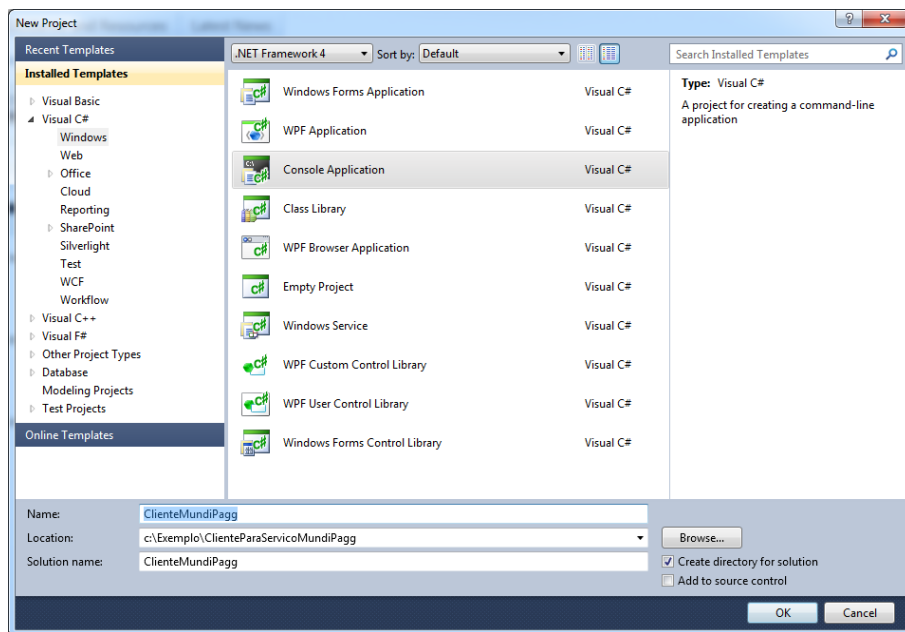 New Project
Recent Templates
Installed Templates
Visual Basic
Visual C#
Windows
Web
Office
Cloud
Reporting
SharePoint
Silverlight
Test
WCF
Workflow
Visual C++
Visual F#
Other Project Types
Database
Modeling Projects
Test Projects
Online Templates
.NET Framework 4 Sort by: Default
Windows Forms Application Visual C#
WPF Application Visual C#
Console Application Visual C#
Class Library Visual C#
WPF Browser Application Visual C#
Empty Project Visual C#
Windows Service Visual C#
WPF Custom Control Library Visual C#
WPF User Control Library Visual C#
Windows Forms Control Library Visual C#
Search Installed Templates
Type: Visual C#
A project for creating a command-line
application
Name: ClienteMundiPagg
Location: c:\Exemplo\ClienteParaServicoMundiPagg Browse...
Solution name: ClienteMundiPagg
Create directory for solution
Add to source control
OK Cancel